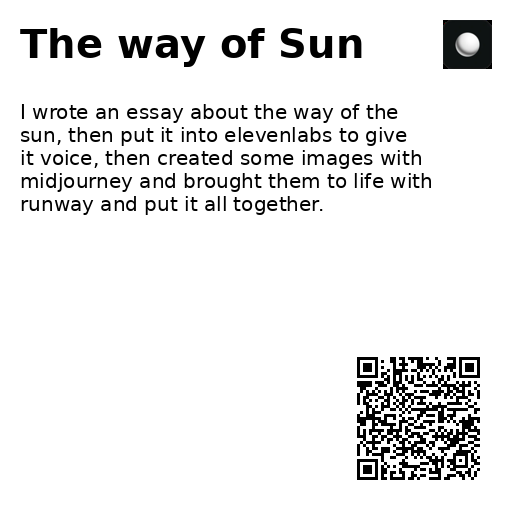 The way of Sun
I wrote an essay about the way of the
sun, then put it into elevenlabs to give
it voice, then created some images with
midjourney and brought them to life with
runway and put it all together.